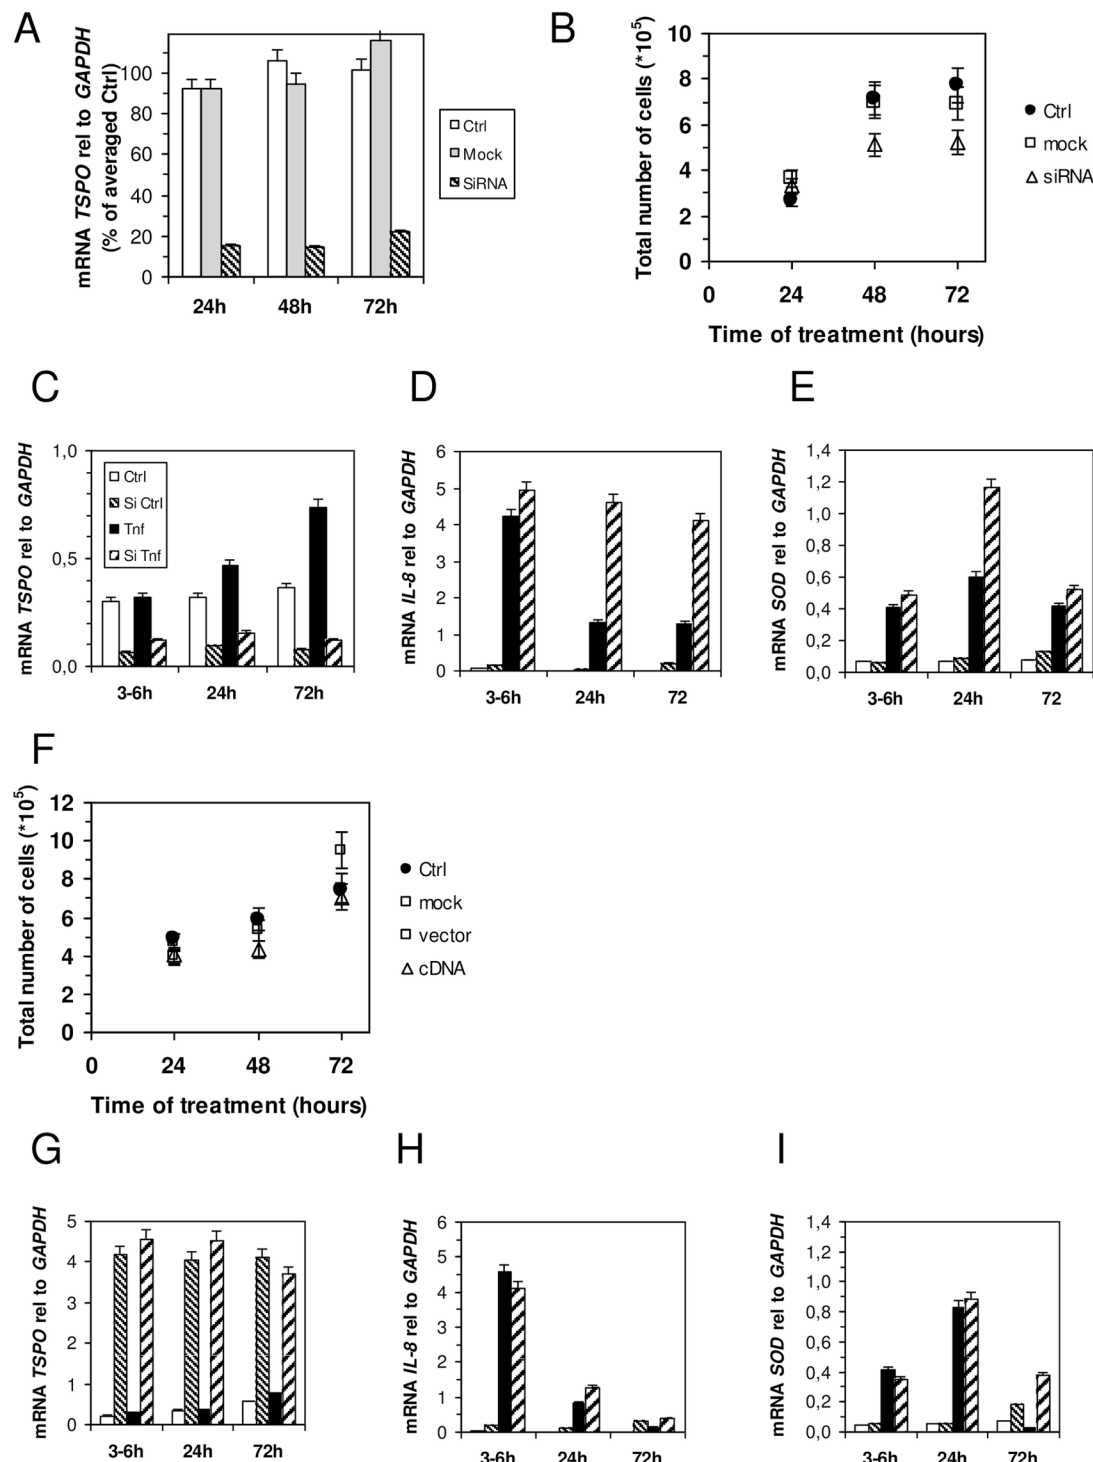 A
mRNA TSPO rel to GAPDH
(% of averaged Ctrl)
100
80
60
40
20
0
24h 48h 72h
Ctrl
Mock
SiRNA
B
Total number of cells (*10⁵)
10
8
6
4
2
0
0 24 48 72
Time of treatment (hours)
Ctrl
mock
siRNA
C
mRNA TSPO rel to GAPDH
1,0
0,5
0,0
Ctrl
Si Ctrl
Tnf
Si Tnf
3-6h 24h 72h
D
mRNA IL-8 rel to GAPDH
6
5
4
3
2
1
0
3-6h 24h 72
E
mRNA SOD rel to GAPDH
1,4
1,2
1,0
0,8
0,6
0,4
0,2
0,0
3-6h 24h 72
F
Total number of cells (*10⁵)
12
10
8
6
4
2
0
0 24 48 72
Time of treatment (hours)
Ctrl
mock
vector
cDNA
G
mRNA TSPO rel to GAPDH
5
4
3
2
1
0
3-6h 24h 72h
H
mRNA IL-8 rel to GAPDH
6
5
4
3
2
1
0
3-6h 24h 72h
I
mRNA SOD rel to GAPDH
1,4
1,2
1,0
0,8
0,6
0,4
0,2
0,0
3-6h 24h 72h